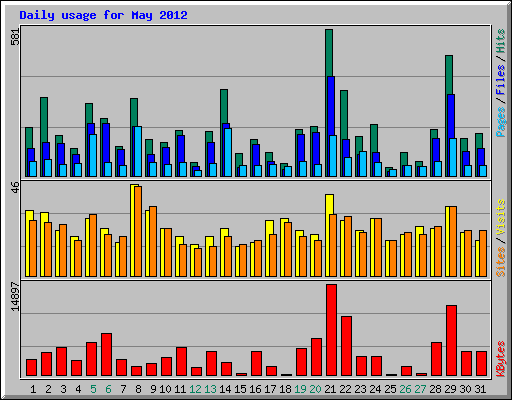 Daily usage for May 2012
581
Pages / Files / Hits
46
Sites / Visits
14897
KBytes
1 2 3 4 5 6 7 8 9 10 11 12 13 14 15 16 17 18 19 20 21 22 23 24 25 26 27 28 29 30 31